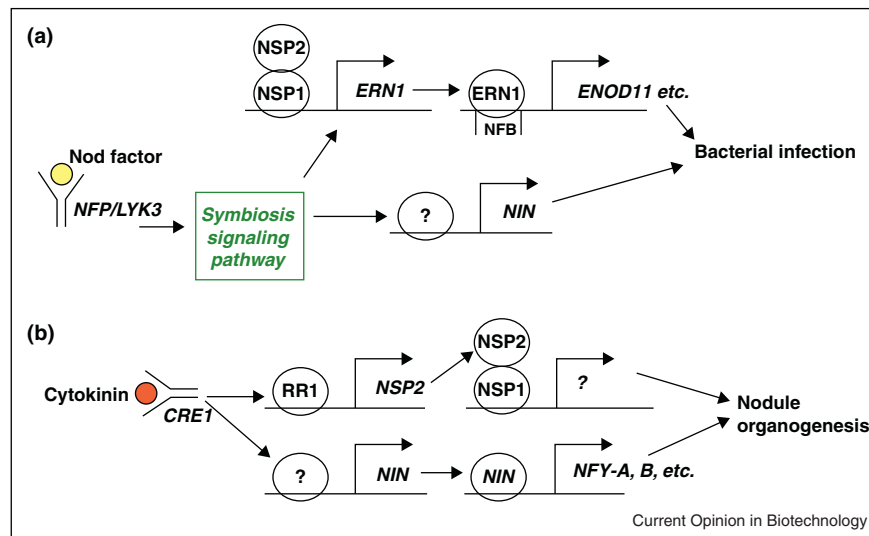 (a)
NSP2
NSP1
ERN1
ERN1
NFB
ENOD11 etc.
Nod factor
NFP/LYK3
Symbiosis
signaling
pathway
?
NIN
Bacterial infection
(b)
Cytokinin
CRE1
RR1
NSP2
NSP2
NSP1
?
?
NIN
NIN
NFY-A, B, etc.
Nodule
organogenesis
Current Opinion in Biotechnology